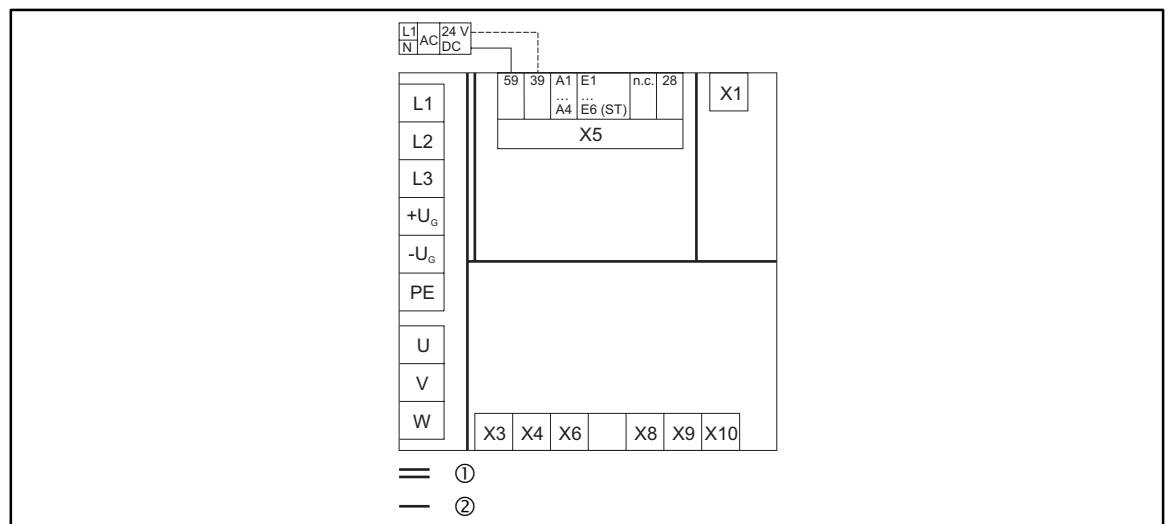 L1 AC 24 V
N DC
59 39 A1 E1 n.c. 28
... ...
A4 E6 (ST)
X5
X1
L1
L2
L3
+UG
-UG
PE
U
V
W
X3 X4 X6 X8 X9 X10
①
②